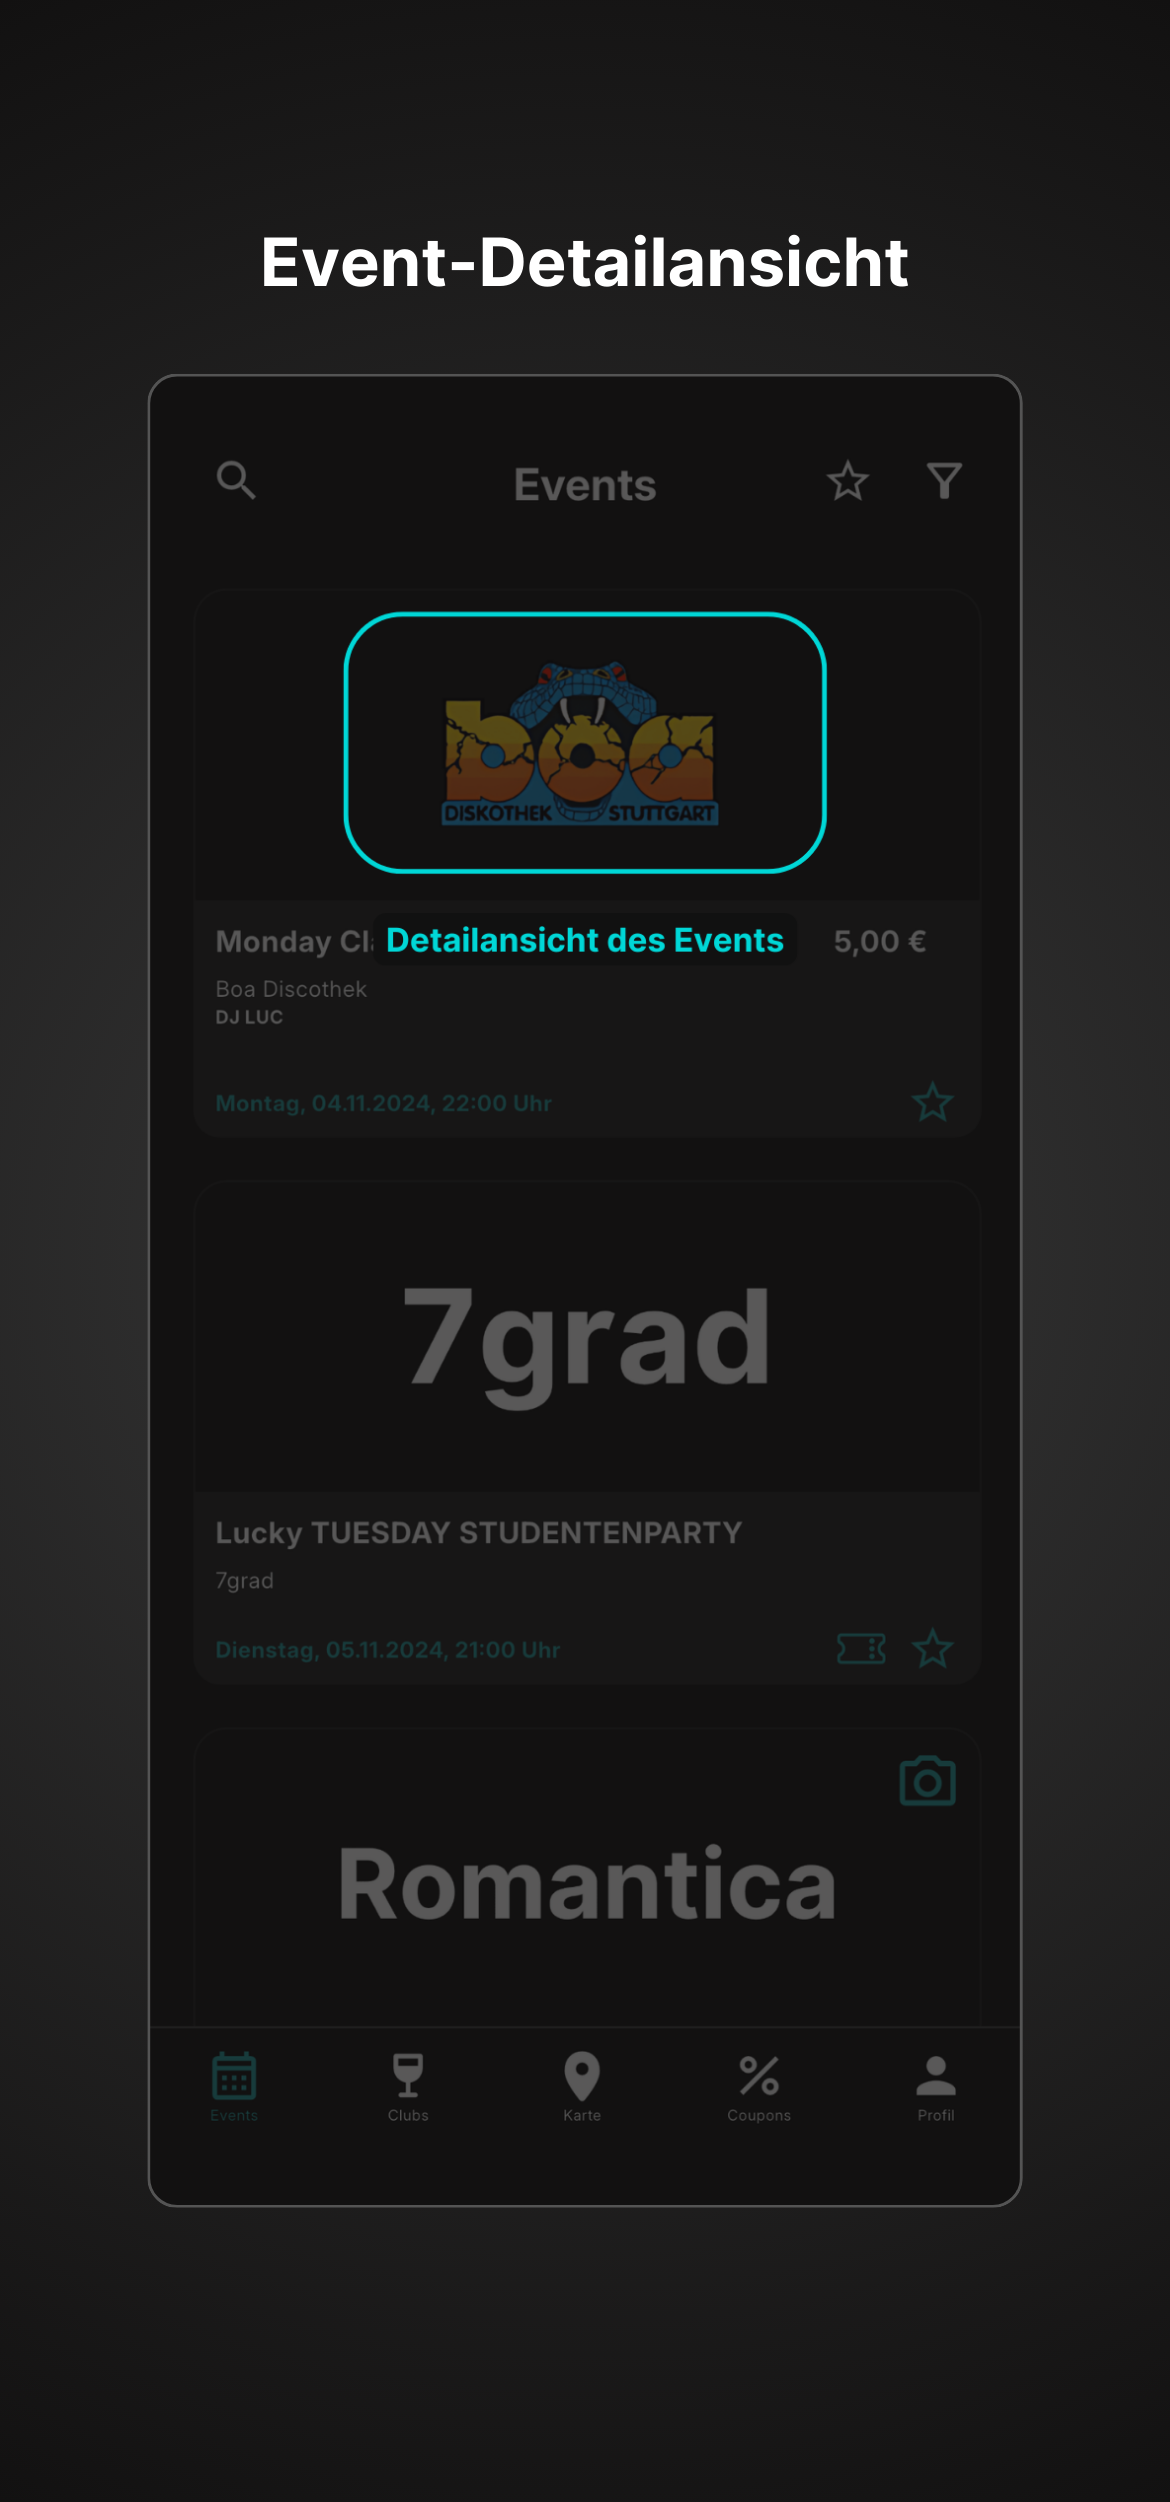 Event-Detailansicht
Events
boa
DISKOTHEK STUTTGART
Monday
Detailansicht des Events
5,00 €
Boa Discothek
DJ LUC
Montag, 04.11.2024, 22:00 Uhr
7grad
Lucky TUESDAY STUDENTENPARTY
7grad
Dienstag, 05.11.2024, 21:00 Uhr
Romantica
Events
Clubs
Karte
Coupons
Profil